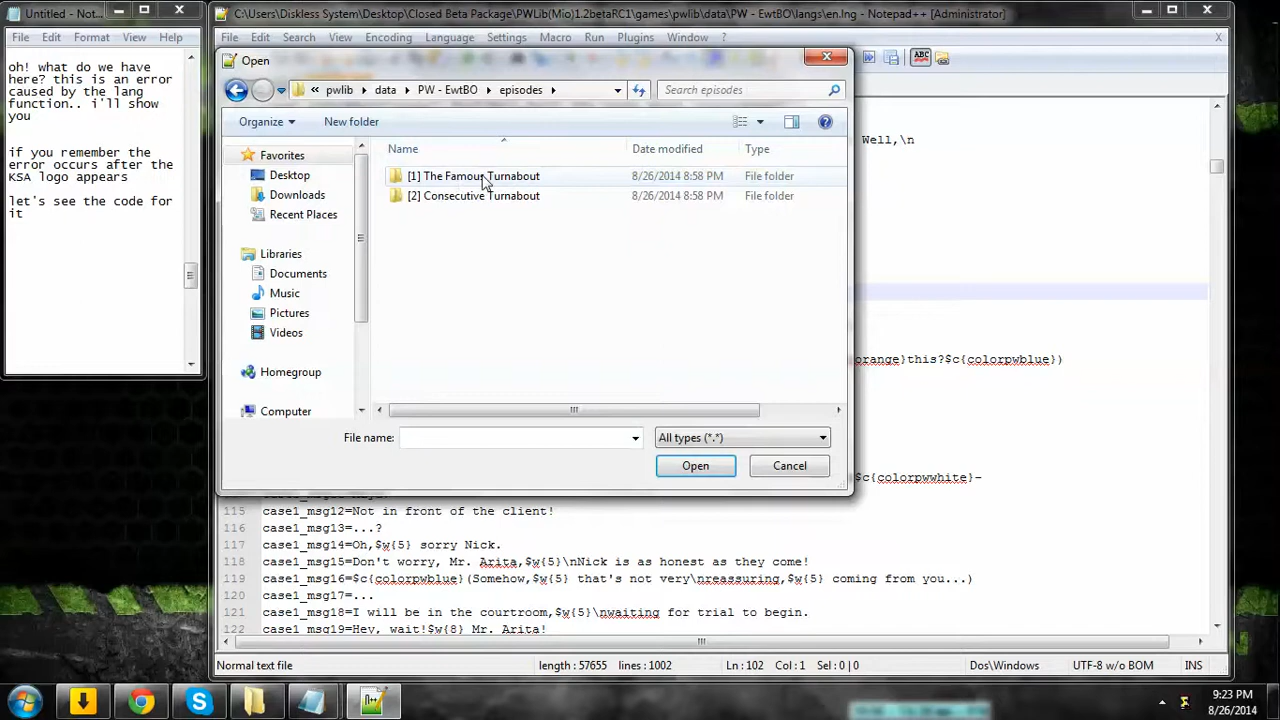 Untitled - Not...
File Edit Format View Help
oh! what do we have
here? this is an error
caused by the lang
function.. i'll show
you
if you remember the
error occurs after the
KSA logo appears
let's see the code for
it
C:\Users\Diskless System\Desktop\Closed Beta Package\PWLib(Mio)1.2betaRC1\games\pwlib\data\PW - EwtBO\langs\en.lng - Notepad++ [Administrator]
File Edit Search View Encoding Language Settings Macro Run Plugins Window ?
X
ABC
Open
« pwlib data PW - EwtBO episodes
Search episodes
Organize New folder
Name Date modified Type
[1] The Famous Turnabout 8/26/2014 8:58 PM File folder
[2] Consecutive Turnabout 8/26/2014 8:58 PM File folder
Favorites
Desktop
Downloads
Recent Places
Libraries
Documents
Music
Pictures
Videos
Homegroup
Computer
File name: All types (*.*)
Open Cancel
Well,\n
orange}this?$c{colorpwblue})
$c{colorpwwhite}-
115 case1_msg12=Not in front of the client!
116 case1_msg13=...?
117 case1_msg14=Oh,$w{5} sorry Nick.
118 case1_msg15=Don't worry, Mr. Arita,$w{5}\nNick is as honest as they come!
119 case1_msg16=$c{colorpwblue}(Somehow,$w{5} that's not very\nreassuring,$w{5} coming from you...)
120 case1_msg17=...
121 case1_msg18=I will be in the courtroom,$w{5}\nwaiting for trial to begin.
122 case1_msg19=Hey, wait!$w{8} Mr. Arita!
Normal text file length : 57655 lines : 1002 Ln : 102 Col : 1 Sel : 0 | 0 Dos\Windows UTF-8 w/o BOM INS
9:23 PM
8/26/2014